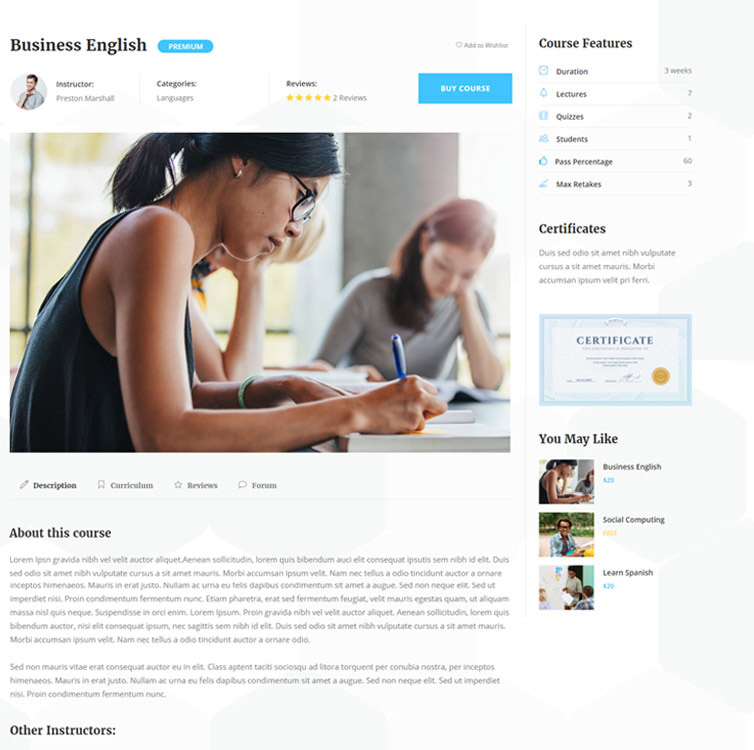 Business English
PREMIUM
Add to Wishlist
Instructor:
Preston Marshall
Categories:
Languages
Reviews:
2 Reviews
BUY COURSE
Description
Curriculum
Reviews
Forum
About this course
Lorem Ipsn gravida nibh vel velit auctor aliquet.Aenean sollicitudin, lorem quis bibendum auci elit consequat ipsutis sem nibh id elit. Duis
sed odio sit amet nibh vulputate cursus a sit amet mauris. Morbi accumsan ipsum velit. Nam nec tellus a odio tincidunt auctor a ornare
inceptos himenaeos. Mauris in erat justo. Nullam ac urna eu felis dapibus condimentum sit amet a augue. Sed non neque elit. Sed ut
imperdiet nisi. Proin condimentum fermentum nunc. Etiam pharetra, erat sed fermentum feugiat, velit mauris egestas quam, ut aliquam
massa nisl quis neque. Suspendisse in orci enim. Lorem Ipsum. Proin gravida nibh vel velit auctor aliquet. Aenean sollicitudin, lorem quis
bibendum auctor, nisi elit consequat ipsum, nec sagittis sem nibh id elit. Duis sed odio sit amet nibh vulputate cursus a sit amet mauris.
Morbi accumsan ipsum velit. Nam nec tellus a odio tincidunt auctor a ornare odio.
Sed non mauris vitae erat consequat auctor eu in elit. Class aptent taciti sociosqu ad litora torquent per conubia nostra, per inceptos
himenaeos. Mauris in erat justo. Nullam ac urna eu felis dapibus condimentum sit amet a augue. Sed non neque elit. Sed ut imperdiet
nisi. Proin condimentum fermentum nunc.
Other Instructors:
Course Features
Duration 3 weeks
Lectures 7
Quizzes 2
Students 1
Pass Percentage 60
Max Retakes 3
Certificates
Duis sed odio sit amet nibh vulputate
cursus a sit amet mauris. Morbi
accumsan ipsum velit pri ferri.
CERTIFICATE
You May Like
Business English
$20
Social Computing
FREE
Learn Spanish
$20